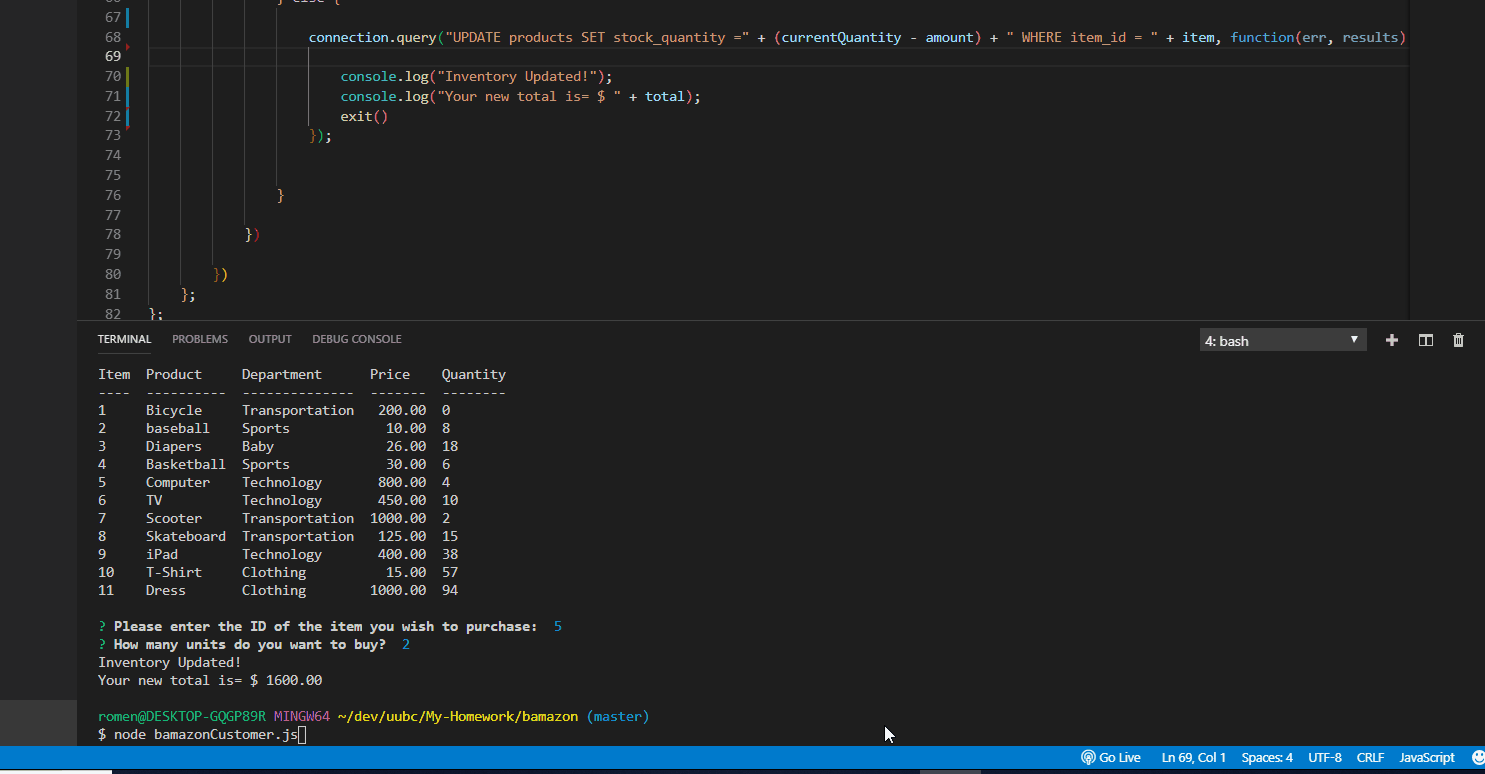 66 } else {
67
68 connection.query("UPDATE products SET stock_quantity =" + (currentQuantity - amount) + " WHERE item_id = " + item, function(err, results)
69
70 console.log("Inventory Updated!");
71 console.log("Your new total is= $ " + total);
72 exit()
73 });
74
75
76 }
77
78 })
79
80 })
81 };
82 };
TERMINAL PROBLEMS OUTPUT DEBUG CONSOLE 4: bash
Item Product Department Price Quantity
---- ---------- -------------- ------- --------
1 Bicycle Transportation 200.00 0
2 baseball Sports 10.00 8
3 Diapers Baby 26.00 18
4 Basketball Sports 30.00 6
5 Computer Technology 800.00 4
6 TV Technology 450.00 10
7 Scooter Transportation 1000.00 2
8 Skateboard Transportation 125.00 15
9 iPad Technology 400.00 38
10 T-Shirt Clothing 15.00 57
11 Dress Clothing 1000.00 94
? Please enter the ID of the item you wish to purchase: 5
? How many units do you want to buy? 2
Inventory Updated!
Your new total is= $ 1600.00
romen@DESKTOP-GQGP89R MINGW64 ~/dev/uubc/My-Homework/bamazon (master)
$ node bamazonCustomer.js
Go Live Ln 69, Col 1 Spaces: 4 UTF-8 CRLF JavaScript